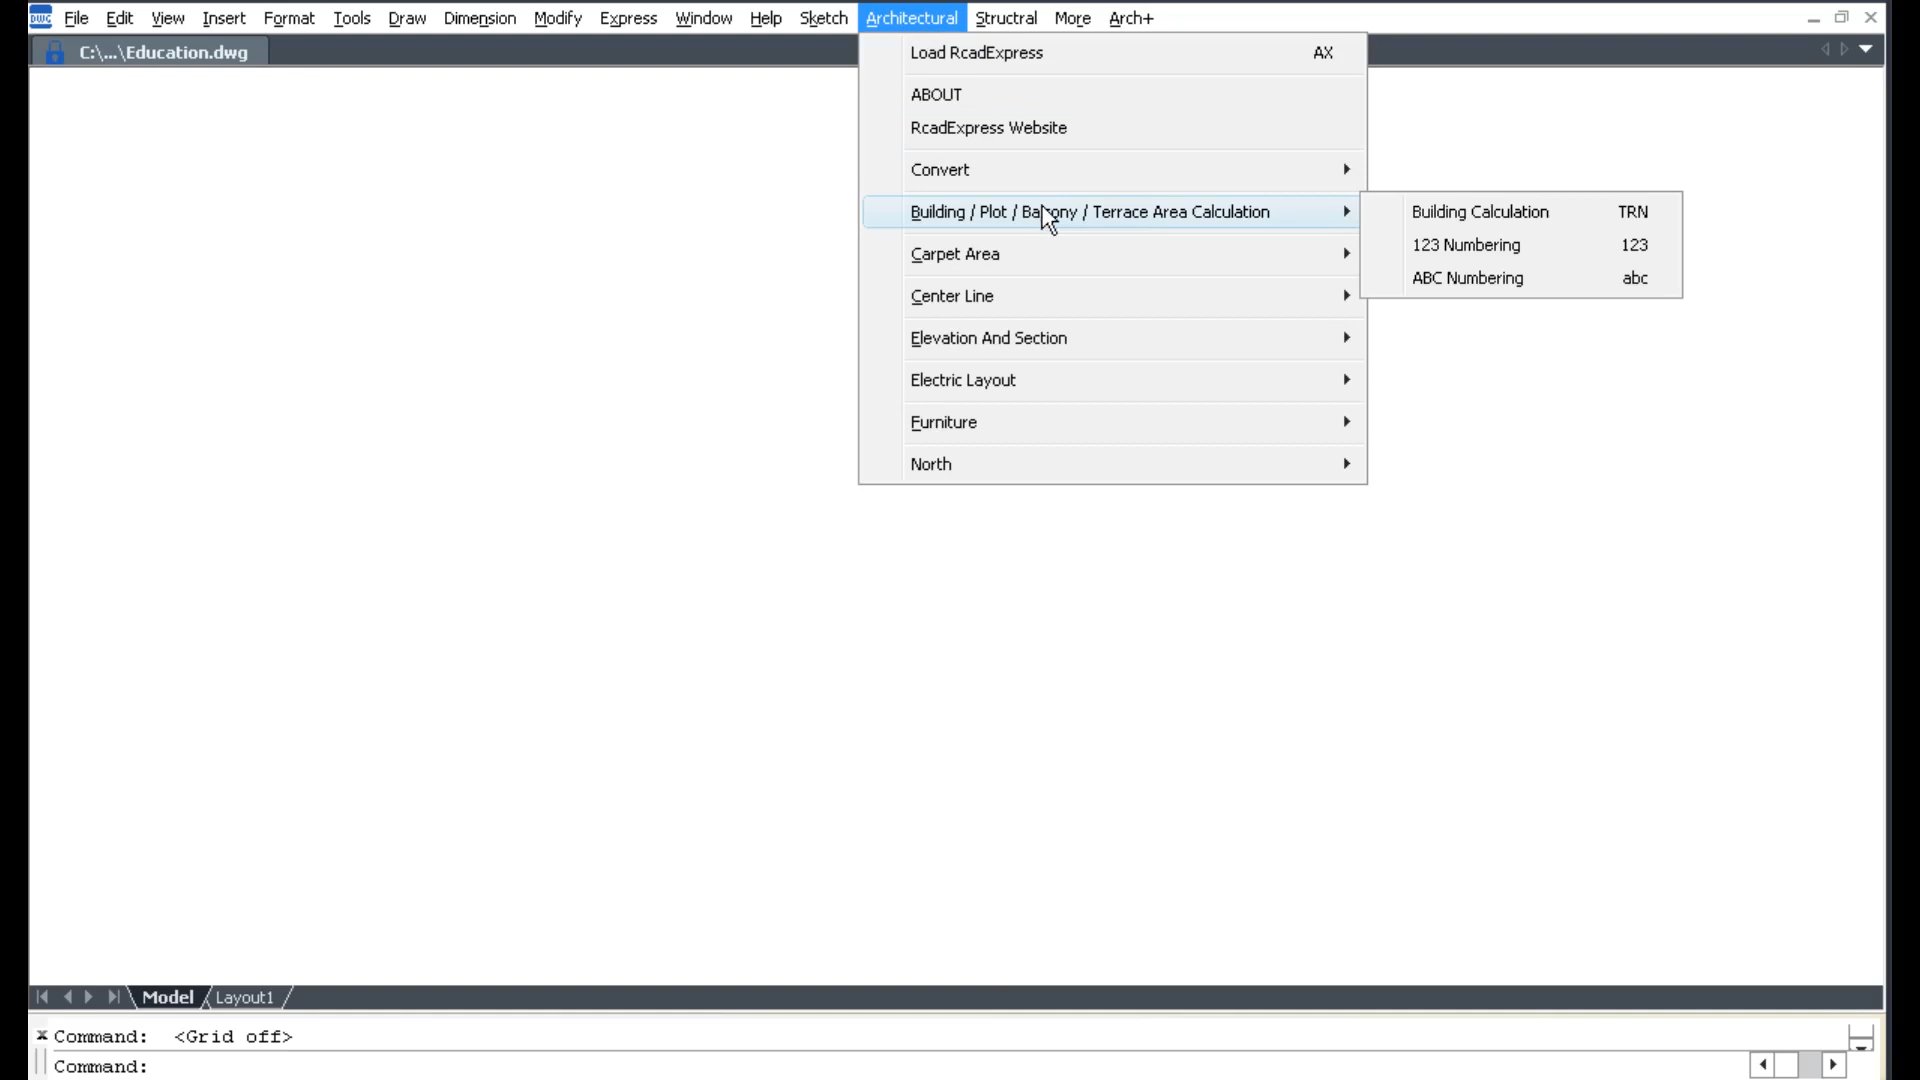 DWG File Edit View Insert Format Tools Draw Dimension Modify Express Window Help Sketch Architectural Structral More Arch+
C:\...\Education.dwg
Load RcadExpress AX
ABOUT
RcadExpress Website
Convert
Building / Plot / Balcony / Terrace Area Calculation
Building Calculation TRN
123 Numbering 123
ABC Numbering abc
Carpet Area
Center Line
Elevation And Section
Electric Layout
Furniture
North
Model Layout1
Command: <Grid off>
Command: